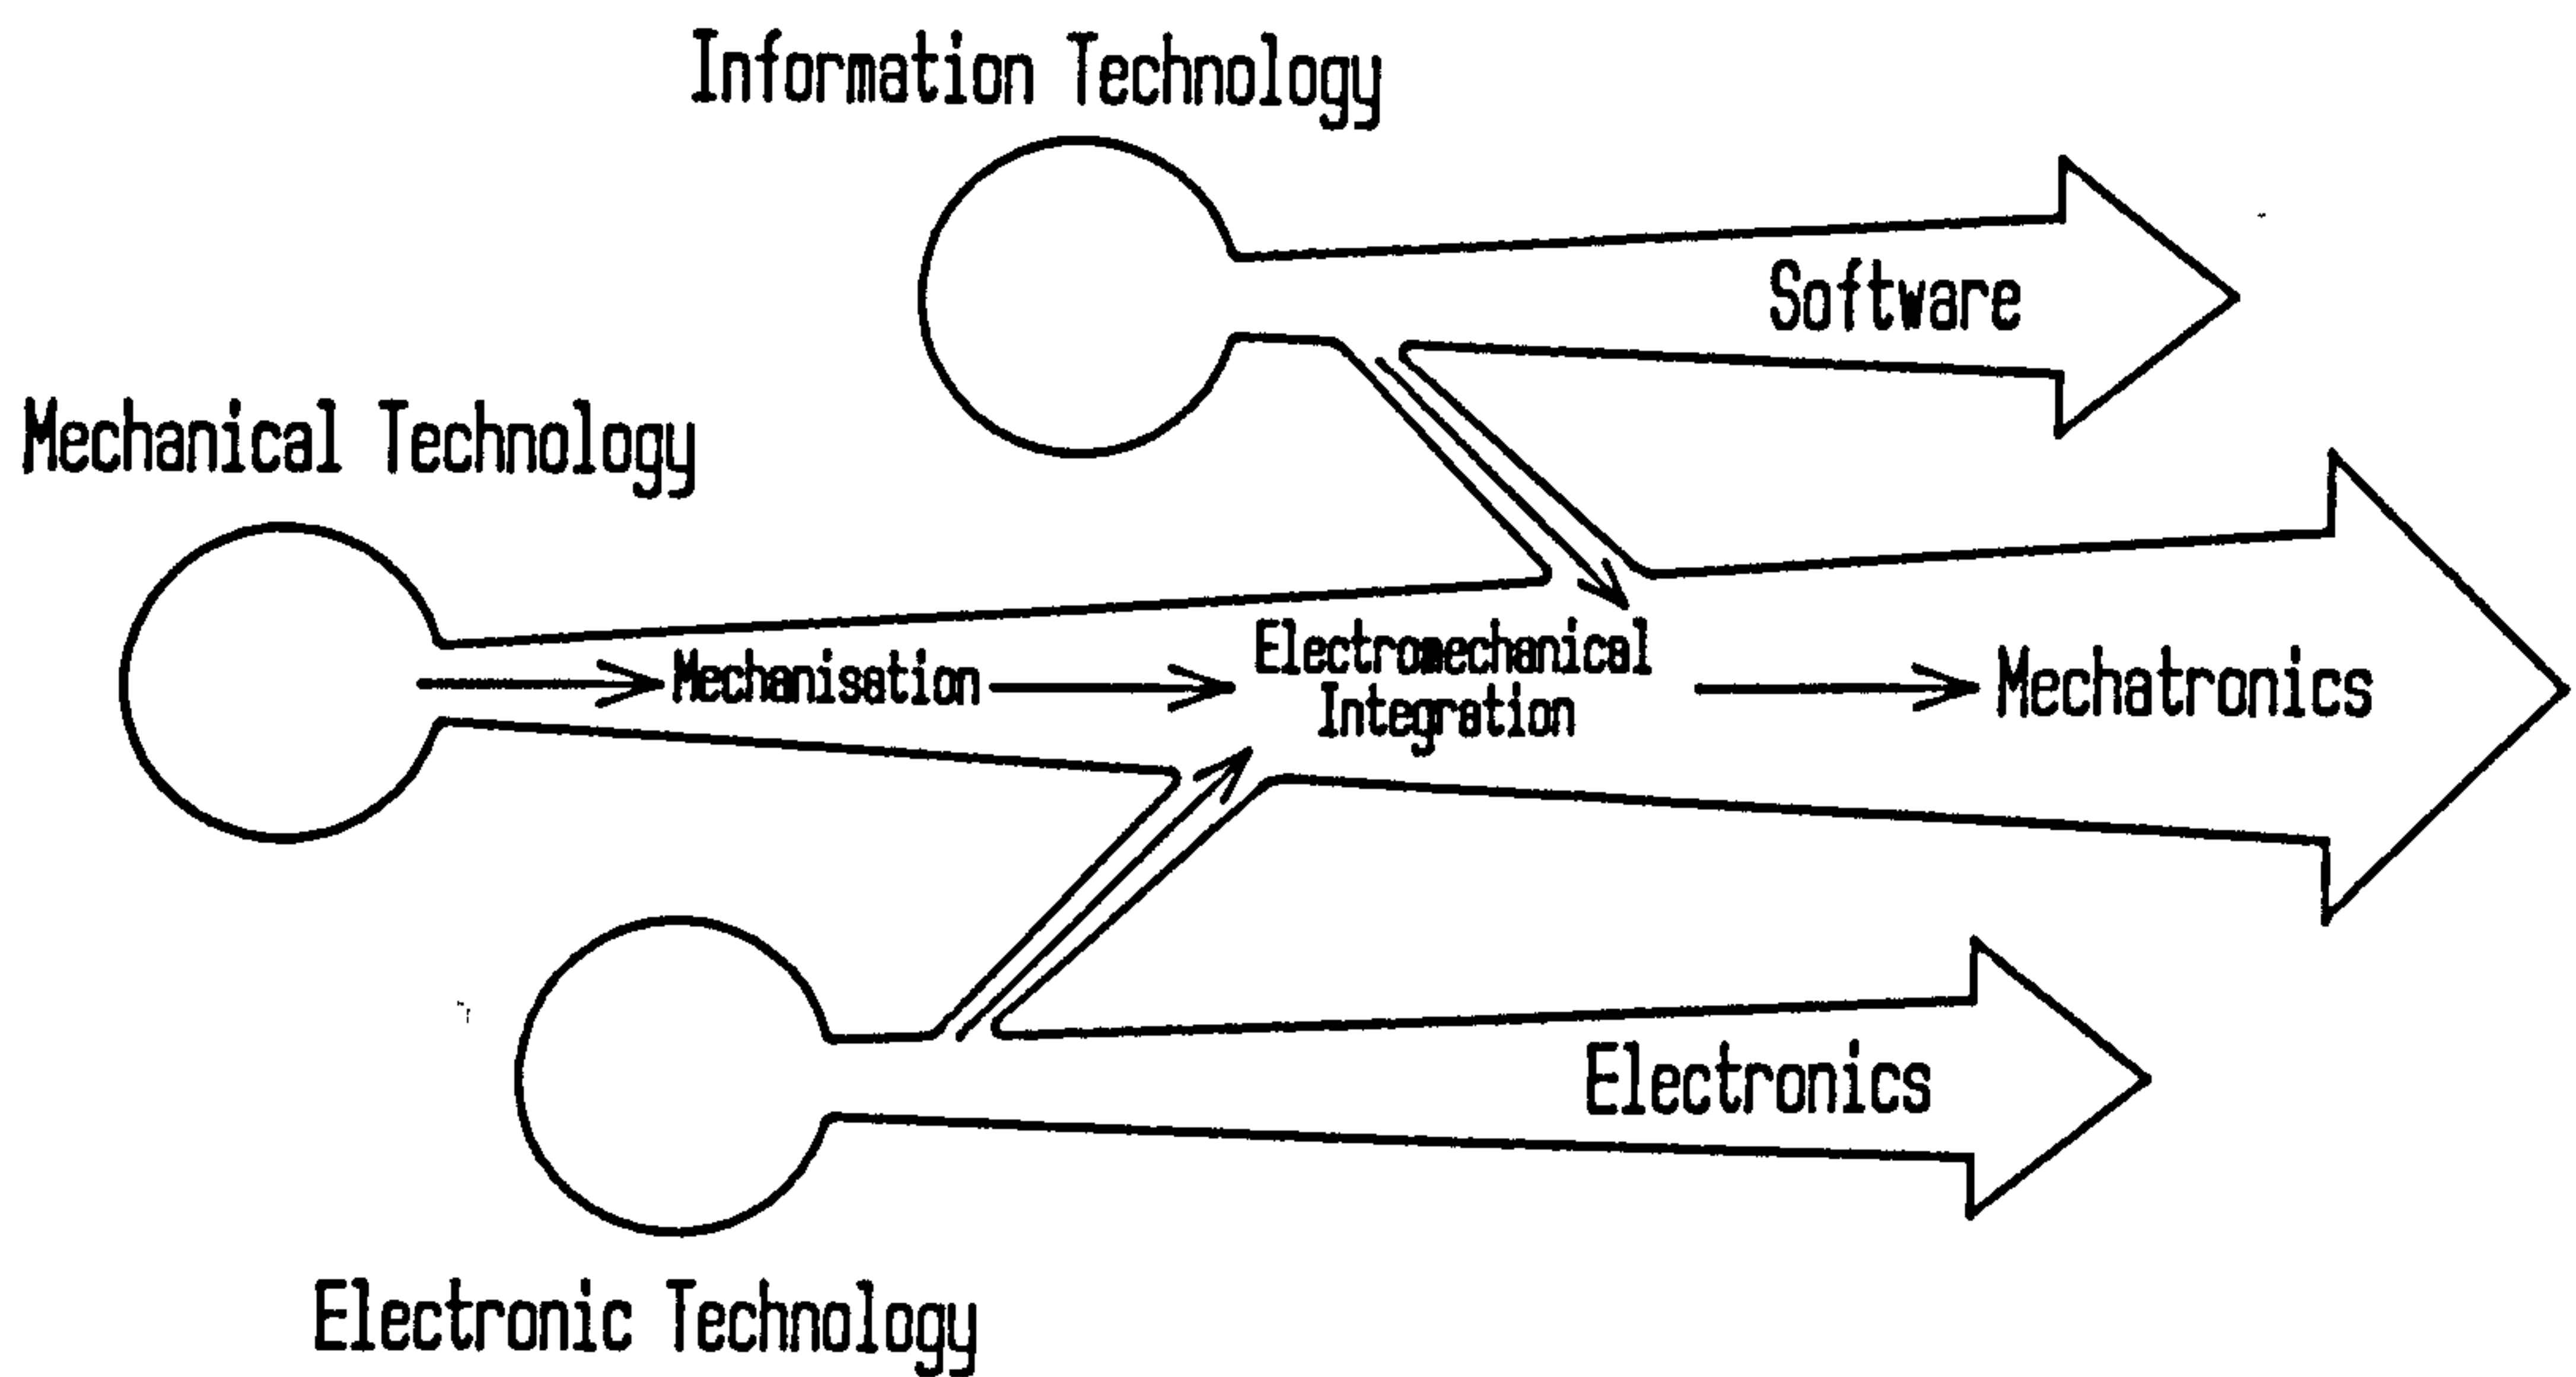 Information Technology
Software
Mechanical Technology
Mechanisation
Electromechanical
Integration
Mechatronics
Electronics
Electronic Technology